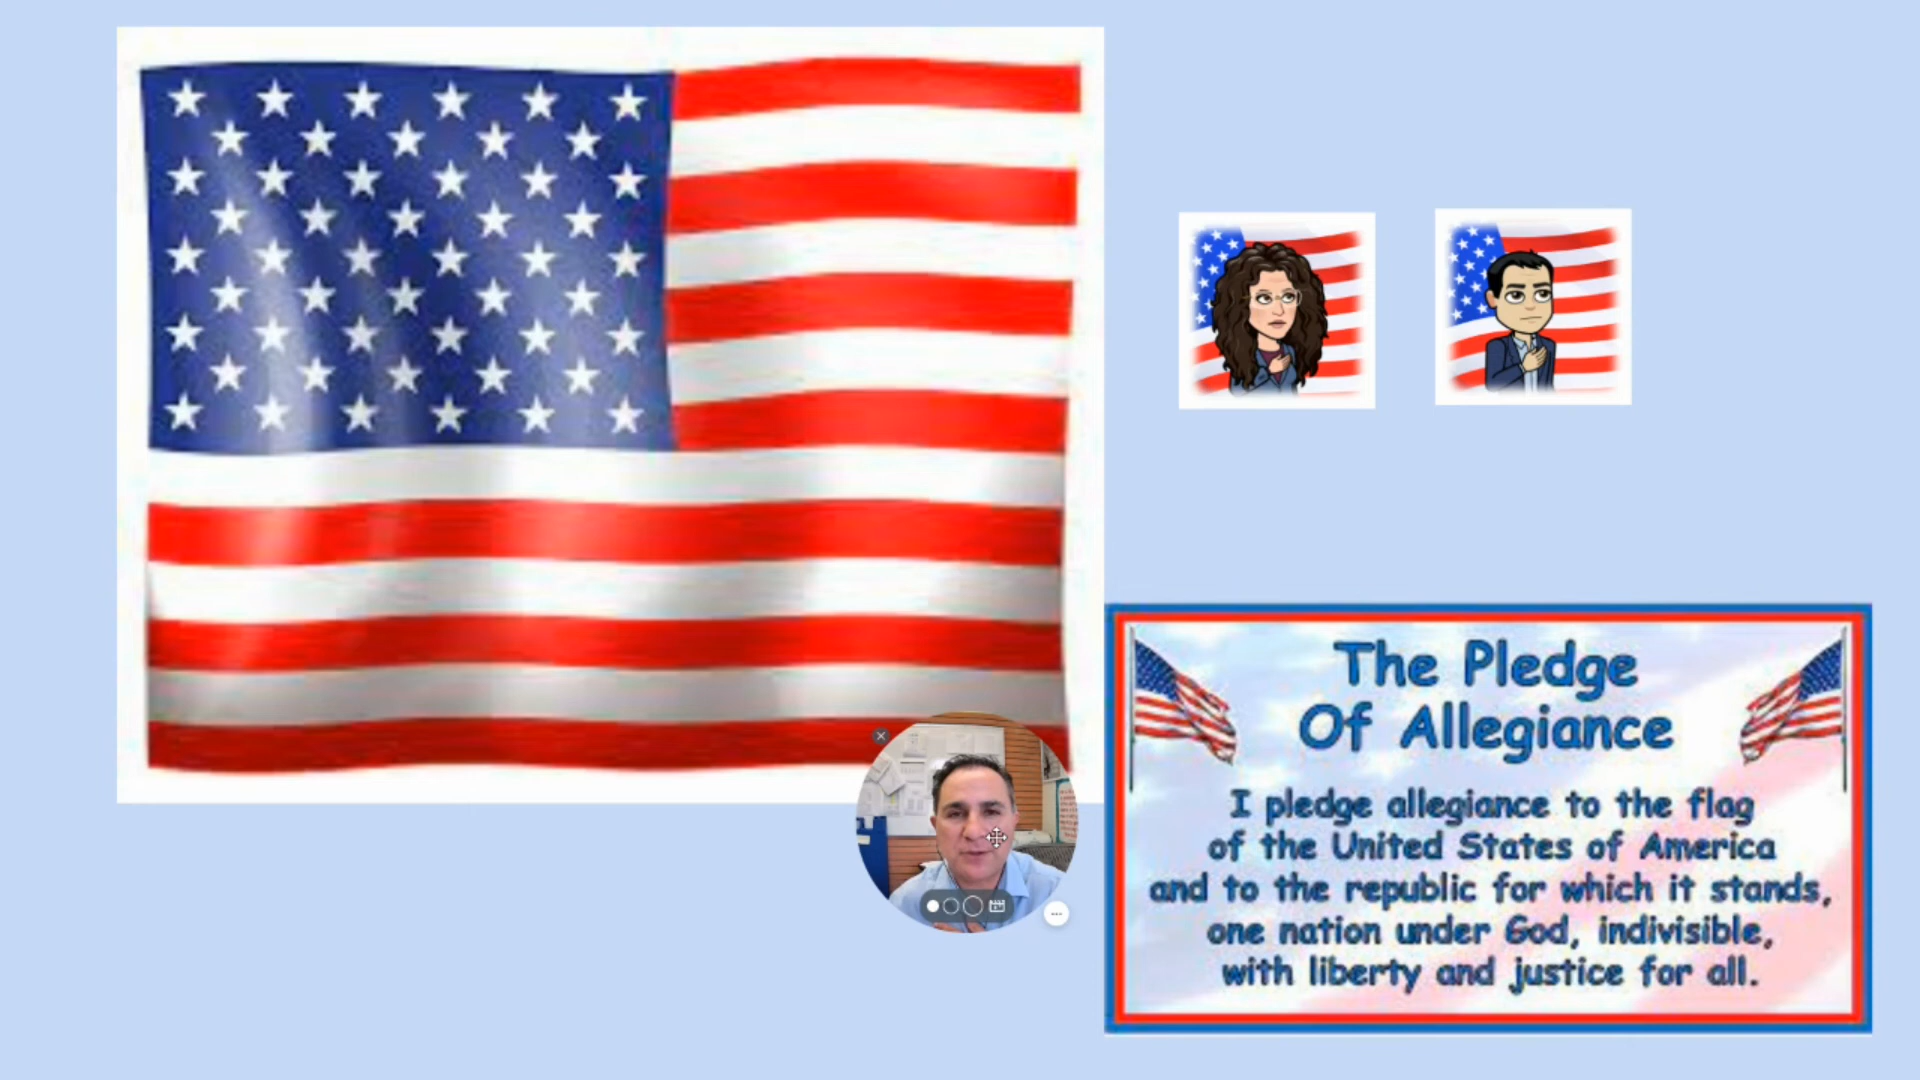 The Pledge
Of Allegiance
I pledge allegiance to the flag
of the United States of America
and to the republic for which it stands,
one nation under God, indivisible,
with liberty and justice for all.